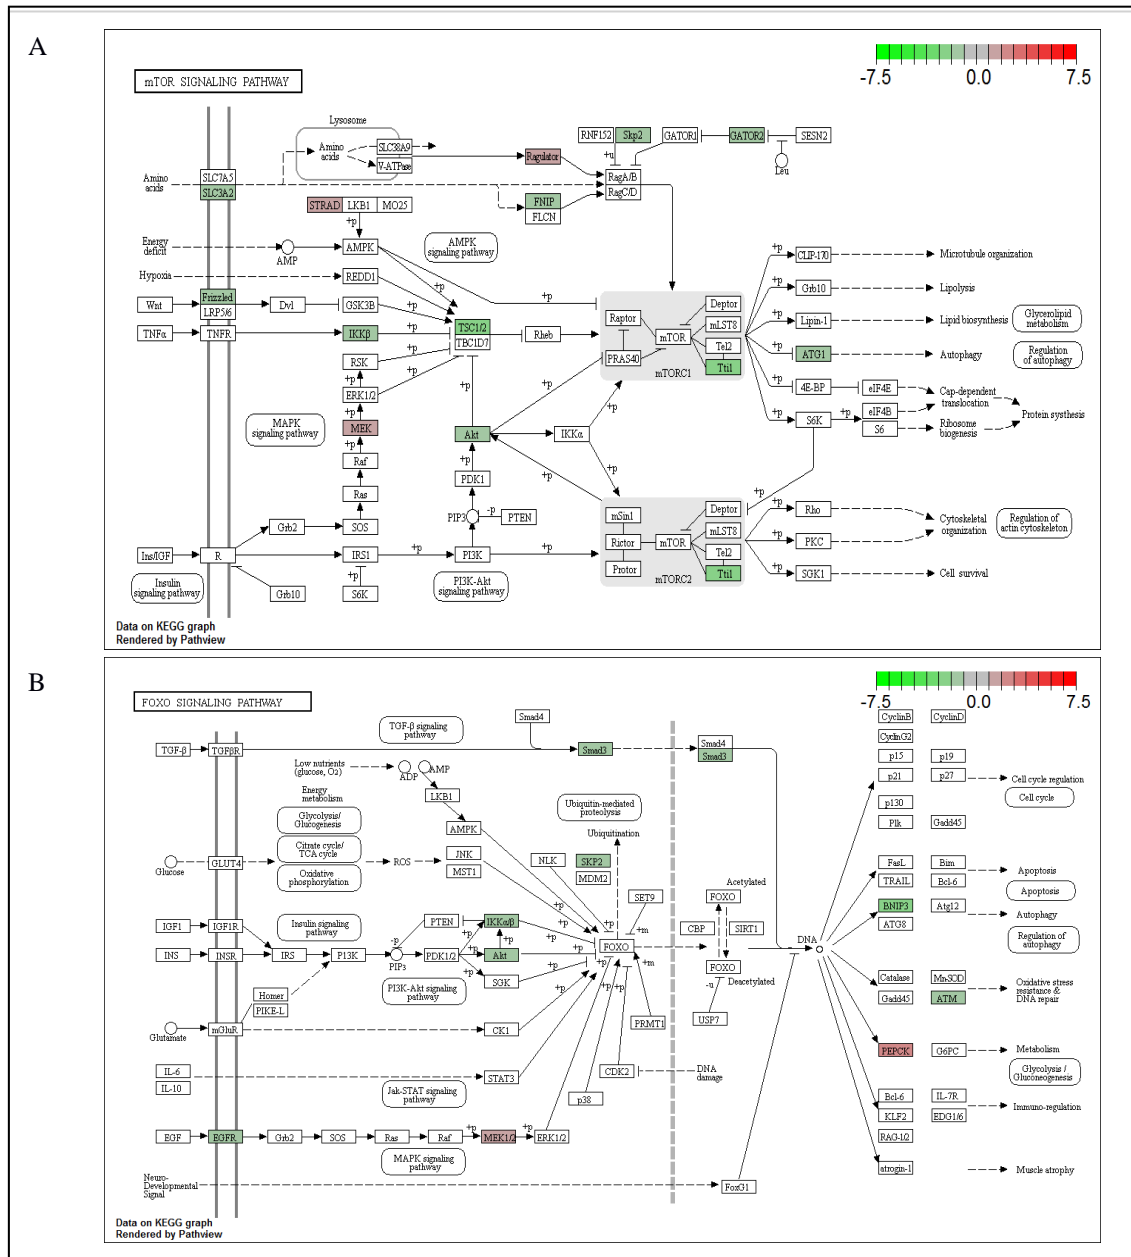 A
mTOR SIGNALING PATHWAY
-7.5 0.0 7.5
Lysosome
Amino
acids
SLC38A9
V-ATPase
Ragulator
RNF152 Skp2 GATOR1 GATOR2 SESN2
+u
Leu
RagA/B
RagC/D
Amino
acids
SLC7A5
SLC3A2
FNIP
FLCN
STRAD LKB1 MO25
+p
Energy
deficit
AMP
AMPK
AMPK
signaling pathway
+p
+p
+p
Hypoxia
REDD1
Wnt
Frizzled
LRP5/6
Dvl
GSK3B
+p
TNFα
TNFR
IKKβ
+p
TSC1/2
TBC1D7
Rheb
Raptor
mTOR
PRAS40
Deptor
mLST8
Tel2
Tti1
mTORC1
+p CLIP-170 Microtubule organization
+p Grb10 Lipolysis
+p Lipin-1 Lipid biosynthesis
Glycerolipid
metabolism
+p ATG1 Autophagy
Regulation
of autophagy
+p 4E-BP eIF4E
Cap-dependent
translocation
+p S6K +p eIF4B
S6
Ribosome
biogenesis
Protein systhesis
RSK
+p
+p
ERK1/2
+p
+p
MAPK
signaling pathway
MEK
+p
Raf
Ras
SOS
Grb2
+p
Akt
+p
IKKα
+p
+p
+p
+p
+p
PDK1
PIP3
-p
PTEN
Ins/IGF
R
IRS1
+p
PI3K
+p
Insulin
signaling pathway
Grb10
+p
S6K
PI3K-Akt
signaling pathway
mSin1
Rictor
Protor
mTOR
Deptor
mLST8
Tel2
Tti1
mTORC2
+p Rho
+p PKC
+p SGK1
Cytoskeletal
organization
Regulation of
actin cytoskeleton
Cell survival
Data on KEGG graph
Rendered by Pathview
B
FOXO SIGNALING PATHWAY
-7.5 0.0 7.5
TGF-β
TGFβR
TGF-β signaling
pathway
Smad4
Smad3
Smad4
Smad3
Low nutrients
(glucose, O2)
ADP
AMP
LKB1
AMPK
Energy
metabolism
Glycolysis/
Glucogenesis
Citrate cycle/
TCA cycle
Oxidative
phosphorylation
Glucose
GLUT4
ROS
JNK
MST1
NLK
Ubiquitin-mediated
proteolysis
Ubiquitination
SKP2
MDM2
SET9
+p
+p
+p
+m
IGF1
IGF1R
INS
INSR
IRS
P13K
Insulin signaling
pathway
-p
PIP3
PTEN
PDK1/2
+p
+p
+p
IKKα/β
+p
Akt
SGK
+p
+p
+p
FOXO
+m
PI3K-Akt signaling
pathway
Homer
PIKE-L
Glutamate
mGluR
CK1
+p
+p
+p
+p
IL-6
IL-10
Jak-STAT signaling
pathway
STAT3
p38
CDK2
DNA
damage
PRMT1
Acetylated
FOXO
CBP
SIRT1
FOXO
Deacetylated
-u
USP7
EGF
EGFR
Grb2
SOS
Ras
Raf
+p
MEK1/2
+p
ERK1/2
MAPK signaling
pathway
Neuro-
Developmental
Signal
FoxG1
DNA
CyclinB CyclinD
CyclinG2
p15 p19
p21 p27
p130
Plk Gadd45
Cell cycle regulation
Cell cycle
FasL Bim
TRAIL Bcl-6
Apoptosis
Apoptosis
BNIP3 Atg12
ATG8
Autophagy
Regulation of
autophagy
Catalase Mn-SOD
Gadd45 ATM
Oxidative stress
resistance &
DNA repair
PEPCK G6PC
Metabolism
Glycolysis /
Gluconeogenesis
Bcl-6 IL-7R
KLF2 EDG1/6
RAG-1/2
Immuno-regulation
atrogin-1
Muscle atrophy
Data on KEGG graph
Rendered by Pathview